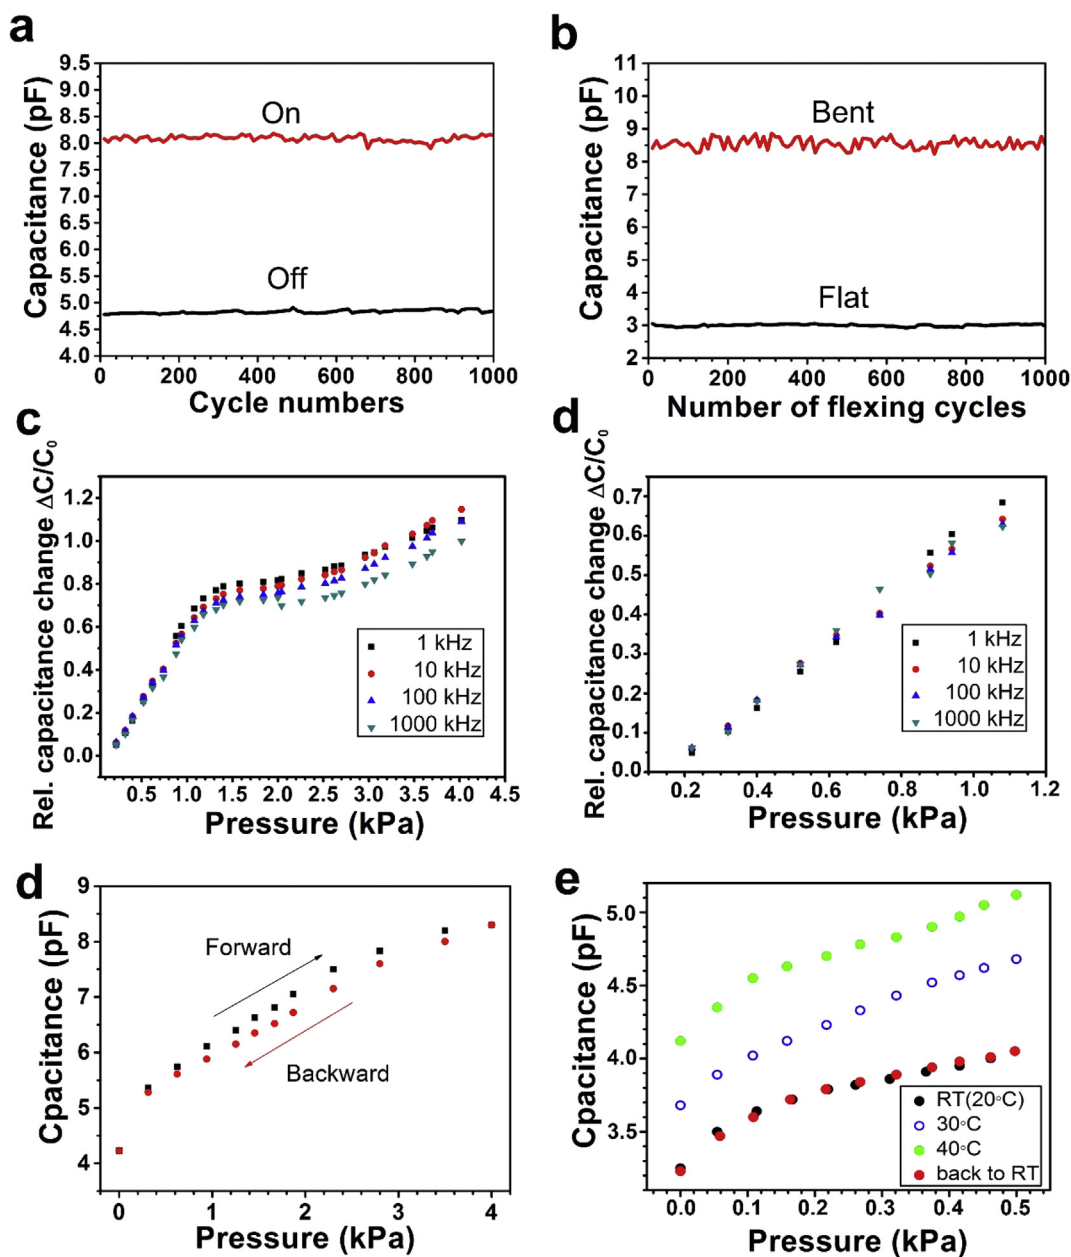 a
Capacitance (pF)
9.5
9.0
8.5
8.0
7.5
7.0
6.5
6.0
5.5
5.0
4.5
4.0
On
Off
0 200 400 600 800 1000
Cycle numbers
b
Capacitance (pF)
11
10
9
8
7
6
5
4
3
2
Bent
Flat
0 200 400 600 800 1000
Number of flexing cycles
c
Rel. capacitance change ΔC/C₀
1.2
1.0
0.8
0.6
0.4
0.2
0.0
1 kHz
10 kHz
100 kHz
1000 kHz
0.5 1.0 1.5 2.0 2.5 3.0 3.5 4.0 4.5
Pressure (kPa)
d
Rel. capacitance change ΔC/C₀
0.7
0.6
0.5
0.4
0.3
0.2
0.1
0.0
1 kHz
10 kHz
100 kHz
1000 kHz
0.2 0.4 0.6 0.8 1.0 1.2
Pressure (kPa)
d
Cpacitance (pF)
9
8
7
6
5
4
Forward
Backward
0 1 2 3 4
Pressure (kPa)
e
Cpacitance (pF)
5.0
4.5
4.0
3.5
RT(20◦C)
30◦C
40◦C
back to RT
0.0 0.1 0.2 0.3 0.4 0.5
Pressure (kPa)